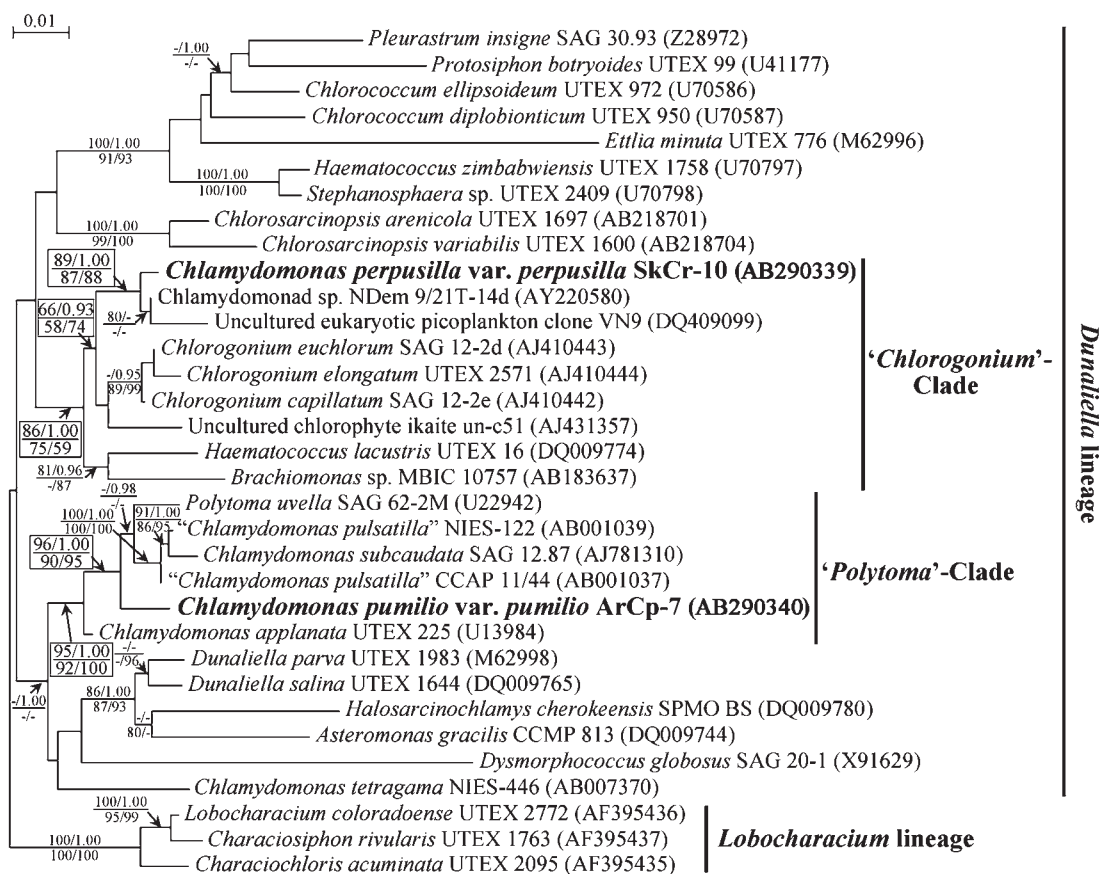 0.01
Pleurastrum insigne SAG 30.93 (Z28972)
-/1.00
-/-
Protosiphon botryoides UTEX 99 (U41177)
Chlorococcum ellipsoideum UTEX 972 (U70586)
Chlorococcum diplobionticum UTEX 950 (U70587)
Ettlia minuta UTEX 776 (M62996)
100/1.00
91/93
Haematococcus zimbabwiensis UTEX 1758 (U70797)
100/1.00
100/100
Stephanosphaera sp. UTEX 2409 (U70798)
Chlorosarcinopsis arenicola UTEX 1697 (AB218701)
100/1.00
99/100
Chlorosarcinopsis variabilis UTEX 1600 (AB218704)
89/1.00
87/88
Chlamydomonas perpusilla var. perpusilla SkCr-10 (AB290339)
Chlamydomonad sp. NDem 9/21T-14d (AY220580)
66/0.93
58/74
80/-
-/-
Uncultured eukaryotic picoplankton clone VN9 (DQ409099)
Chlorogonium euchlorum SAG 12-2d (AJ410443)
-/0.95
89/99
Chlorogonium elongatum UTEX 2571 (AJ410444)
Chlorogonium capillatum SAG 12-2e (AJ410442)
'Chlorogonium'-
Clade
86/1.00
75/59
Uncultured chlorophyte ikaite un-c51 (AJ431357)
Haematococcus lacustris UTEX 16 (DQ009774)
81/0.96
-/87
Brachiomonas sp. MBIC 10757 (AB183637)
-/0.98
-/-
Polytoma uvella SAG 62-2M (U22942)
100/1.00
100/100
91/1.00
86/95
"Chlamydomonas pulsatilla" NIES-122 (AB001039)
96/1.00
90/95
Chlamydomonas subcaudata SAG 12.87 (AJ781310)
"Chlamydomonas pulsatilla" CCAP 11/44 (AB001037)
'Polytoma'-Clade
Chlamydomonas pumilio var. pumilio ArCp-7 (AB290340)
Chlamydomonas applanata UTEX 225 (U13984)
95/1.00
92/100
-/-
-/96
Dunaliella parva UTEX 1983 (M62998)
Dunaliella salina UTEX 1644 (DQ009765)
86/1.00
87/93
-/1.00
-/-
Halosarcinochlamys cherokeensis SPMO BS (DQ009780)
-/-
80/-
Asteromonas gracilis CCMP 813 (DQ009744)
Dysmorphococcus globosus SAG 20-1 (X91629)
Chlamydomonas tetragama NIES-446 (AB007370)
Dunaliella lineage
100/1.00
95/99
Lobocharacium coloradoense UTEX 2772 (AF395436)
100/1.00
100/100
Characiosiphon rivularis UTEX 1763 (AF395437)
Characiochloris acuminata UTEX 2095 (AF395435)
Lobocharacium lineage